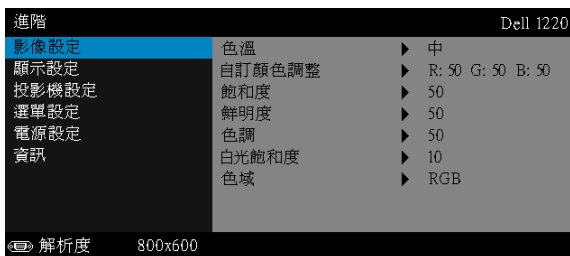 進階 Dell 1220
影像設定
顯示設定
投影機設定
選單設定
電源設定
資訊
色溫 中
自訂顏色調整 R: 50 G: 50 B: 50
飽和度 50
鮮明度 50
色調 50
白光飽和度 10
色域 RGB
解析度 800x600